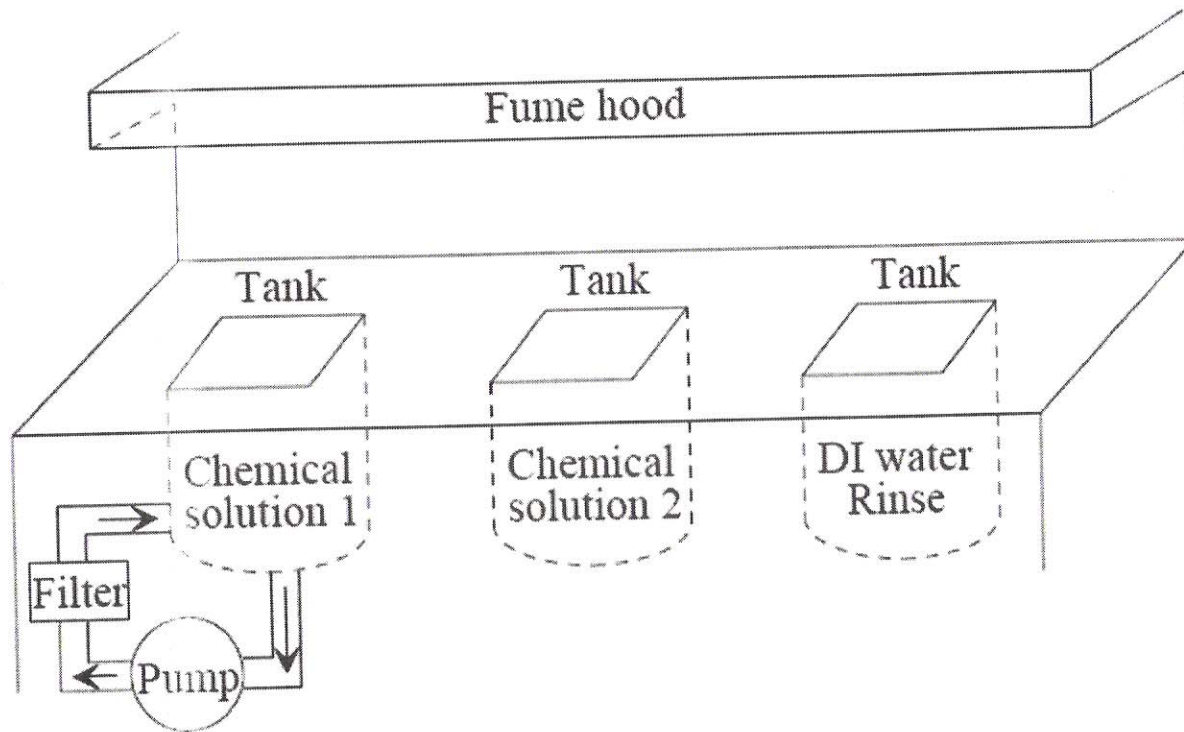 Fume hood
Tank
Tank
Tank
Chemical
solution 1
Chemical
solution 2
DI water
Rinse
Filter
Pump